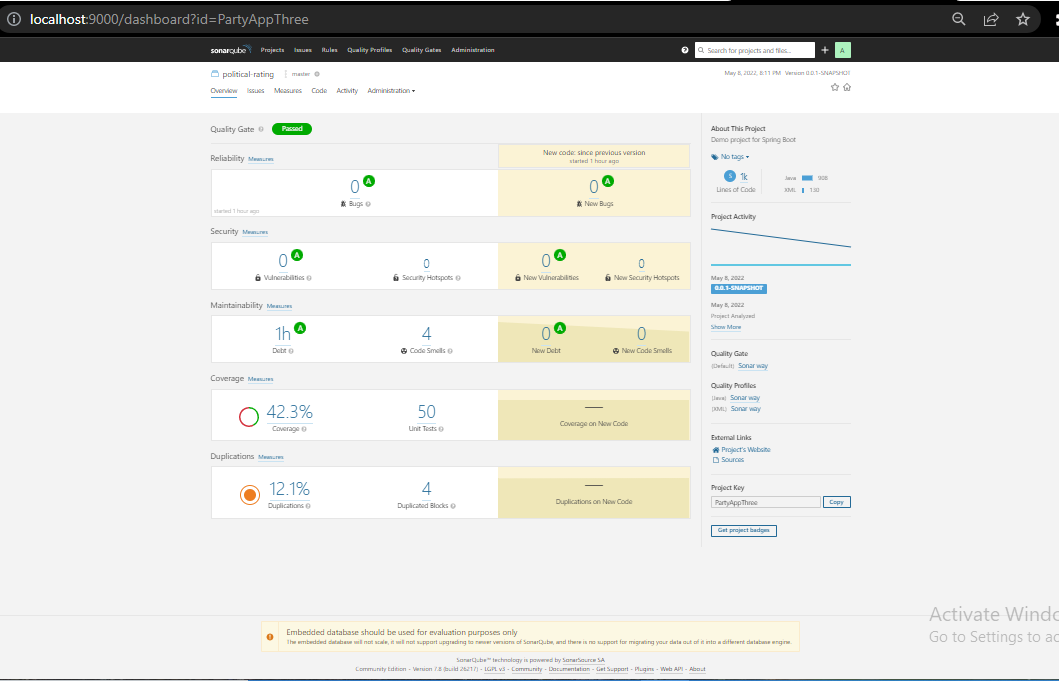 localhost:9000/dashboard?id=PartyAppThree
sonarqube Projects Issues Rules Quality Profiles Quality Gates Administration Search for projects and files... + A
political-rating master May 8, 2022, 8:11 PM Version 0.0.1-SNAPSHOT
Overview Issues Measures Code Activity Administration
Quality Gate Passed
Reliability Measures
New code: since previous version
started 1 hour ago
0 A
Bugs
started 1 hour ago
0 A
New Bugs
Security Measures
0 A
Vulnerabilities
0
Security Hotspots
0 A
New Vulnerabilities
0
New Security Hotspots
Maintainability Measures
1h A
Debt
4
Code Smells
0 A
New Debt
0
New Code Smells
Coverage Measures
42.3%
Coverage
50
Unit Tests
—
Coverage on New Code
Duplications Measures
12.1%
Duplications
4
Duplicated Blocks
—
Duplications on New Code
About This Project
Demo project for Spring Boot
No tags
S 1k
Lines of Code
Java 908
XML 130
Project Activity
May 8, 2022
0.0.1-SNAPSHOT
May 8, 2022
Project Analyzed
Show More
Quality Gate
(Default) Sonar way
Quality Profiles
(Java) Sonar way
(XML) Sonar way
External Links
Project's Website
Sources
Project Key
PartyAppThree Copy
Get project badges
Activate Windo
Go to Settings to ac
Embedded database should be used for evaluation purposes only
The embedded database will not scale, it will not support upgrading to newer versions of SonarQube, and there is no support for migrating your data out of it into a different database engine.
SonarQube™ technology is powered by SonarSource SA
Community Edition - Version 7.8 (build 26217) - LGPL v3 - Community - Documentation - Get Support - Plugins - Web API - About